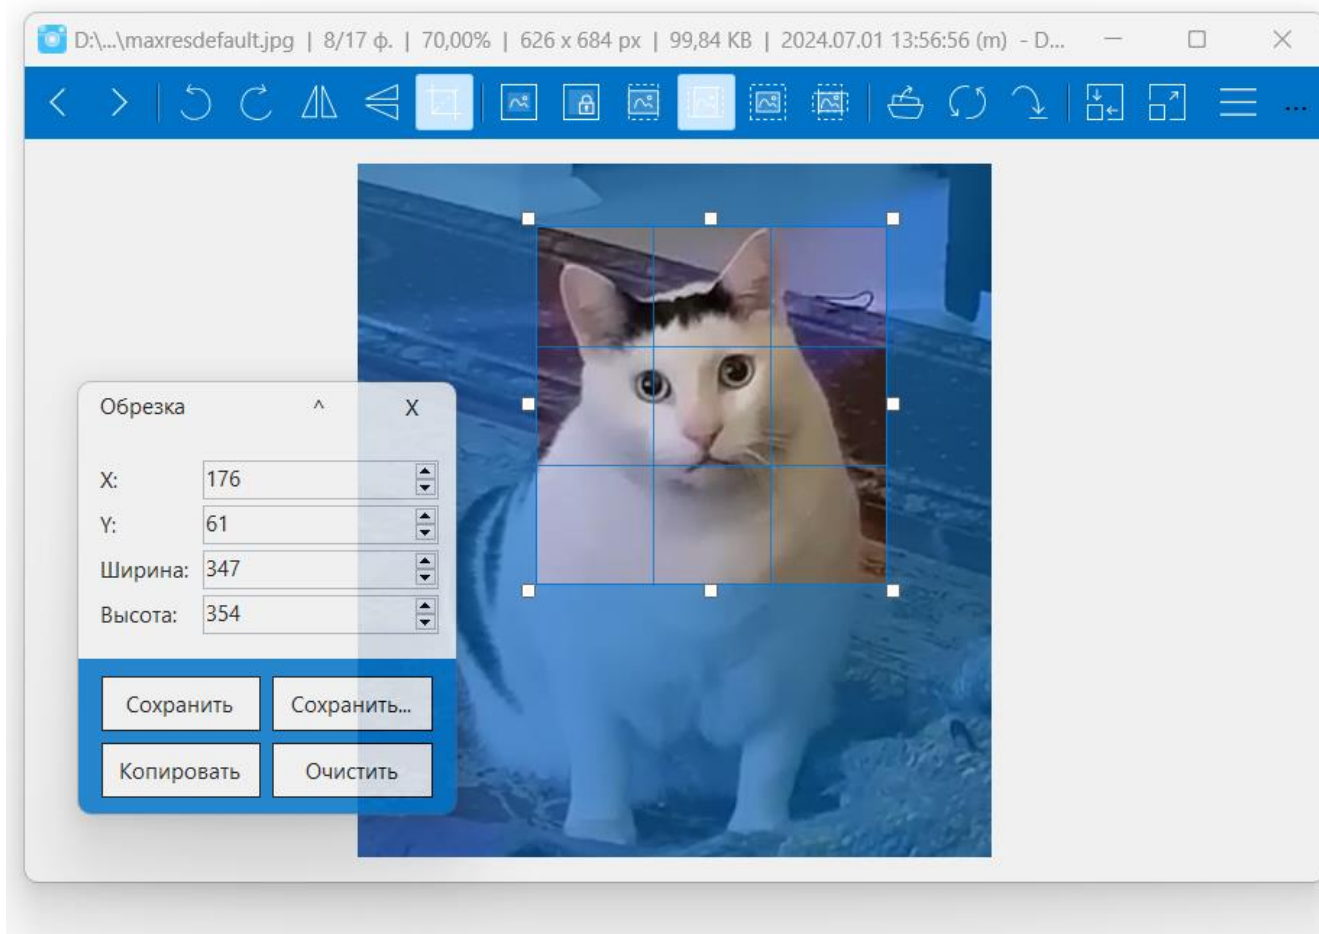 D:\...\maxresdefault.jpg | 8/17 ф. | 70,00% | 626 x 684 px | 99,84 KB | 2024.07.01 13:56:56 (m) - D...
...
Обрезка ^ X
X: 176
Y: 61
Ширина: 347
Высота: 354
Сохранить Сохранить...
Копировать Очистить